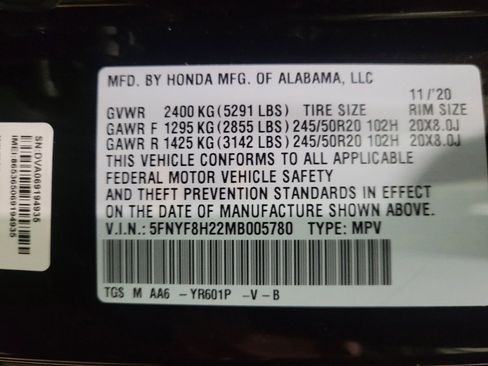 MFD. BY HONDA MFG. OF ALABAMA, LLC
11/'20
GVWR 2400 KG (5291 LBS) TIRE SIZE RIM SIZE
GAWR F 1295 KG (2855 LBS) 245/50R20 102H 20X8.0J
GAWR R 1425 KG (3142 LBS) 245/50R20 102H 20X8.0J
THIS VEHICLE CONFORMS TO ALL APPLICABLE
FEDERAL MOTOR VEHICLE SAFETY
AND THEFT PREVENTION STANDARDS IN EFFECT
ON THE DATE OF MANUFACTURE SHOWN ABOVE.
V.I.N.: 5FNYF8H22MB005780 TYPE: MPV
TGS M AA6 -YR601P -V-B
SN DVA069194935